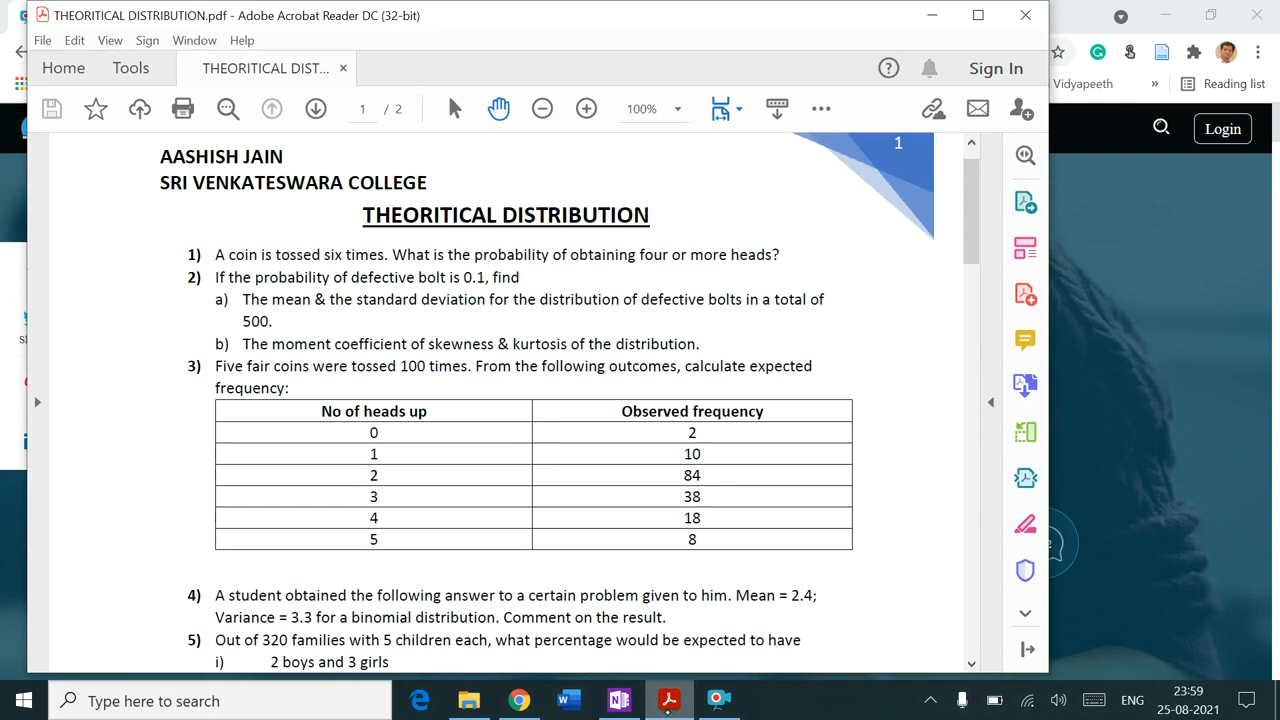 THEORITICAL DISTRIBUTION.pdf - Adobe Acrobat Reader DC (32-bit)
File Edit View Sign Window Help
Home Tools THEORITICAL DIST... × Sign In
1 / 2 100%
Vidyapeeth » Reading list
Login
1
AASHISH JAIN
SRI VENKATESWARA COLLEGE
THEORITICAL DISTRIBUTION
1) A coin is tossed six times. What is the probability of obtaining four or more heads?
2) If the probability of defective bolt is 0.1, find
a) The mean & the standard deviation for the distribution of defective bolts in a total of
500.
b) The moment coefficient of skewness & kurtosis of the distribution.
3) Five fair coins were tossed 100 times. From the following outcomes, calculate expected
frequency:
No of heads up Observed frequency
0 2
1 10
2 84
3 38
4 18
5 8
4) A student obtained the following answer to a certain problem given to him. Mean = 2.4;
Variance = 3.3 for a binomial distribution. Comment on the result.
5) Out of 320 families with 5 children each, what percentage would be expected to have
i) 2 boys and 3 girls
Type here to search
ENG
23:59
25-08-2021